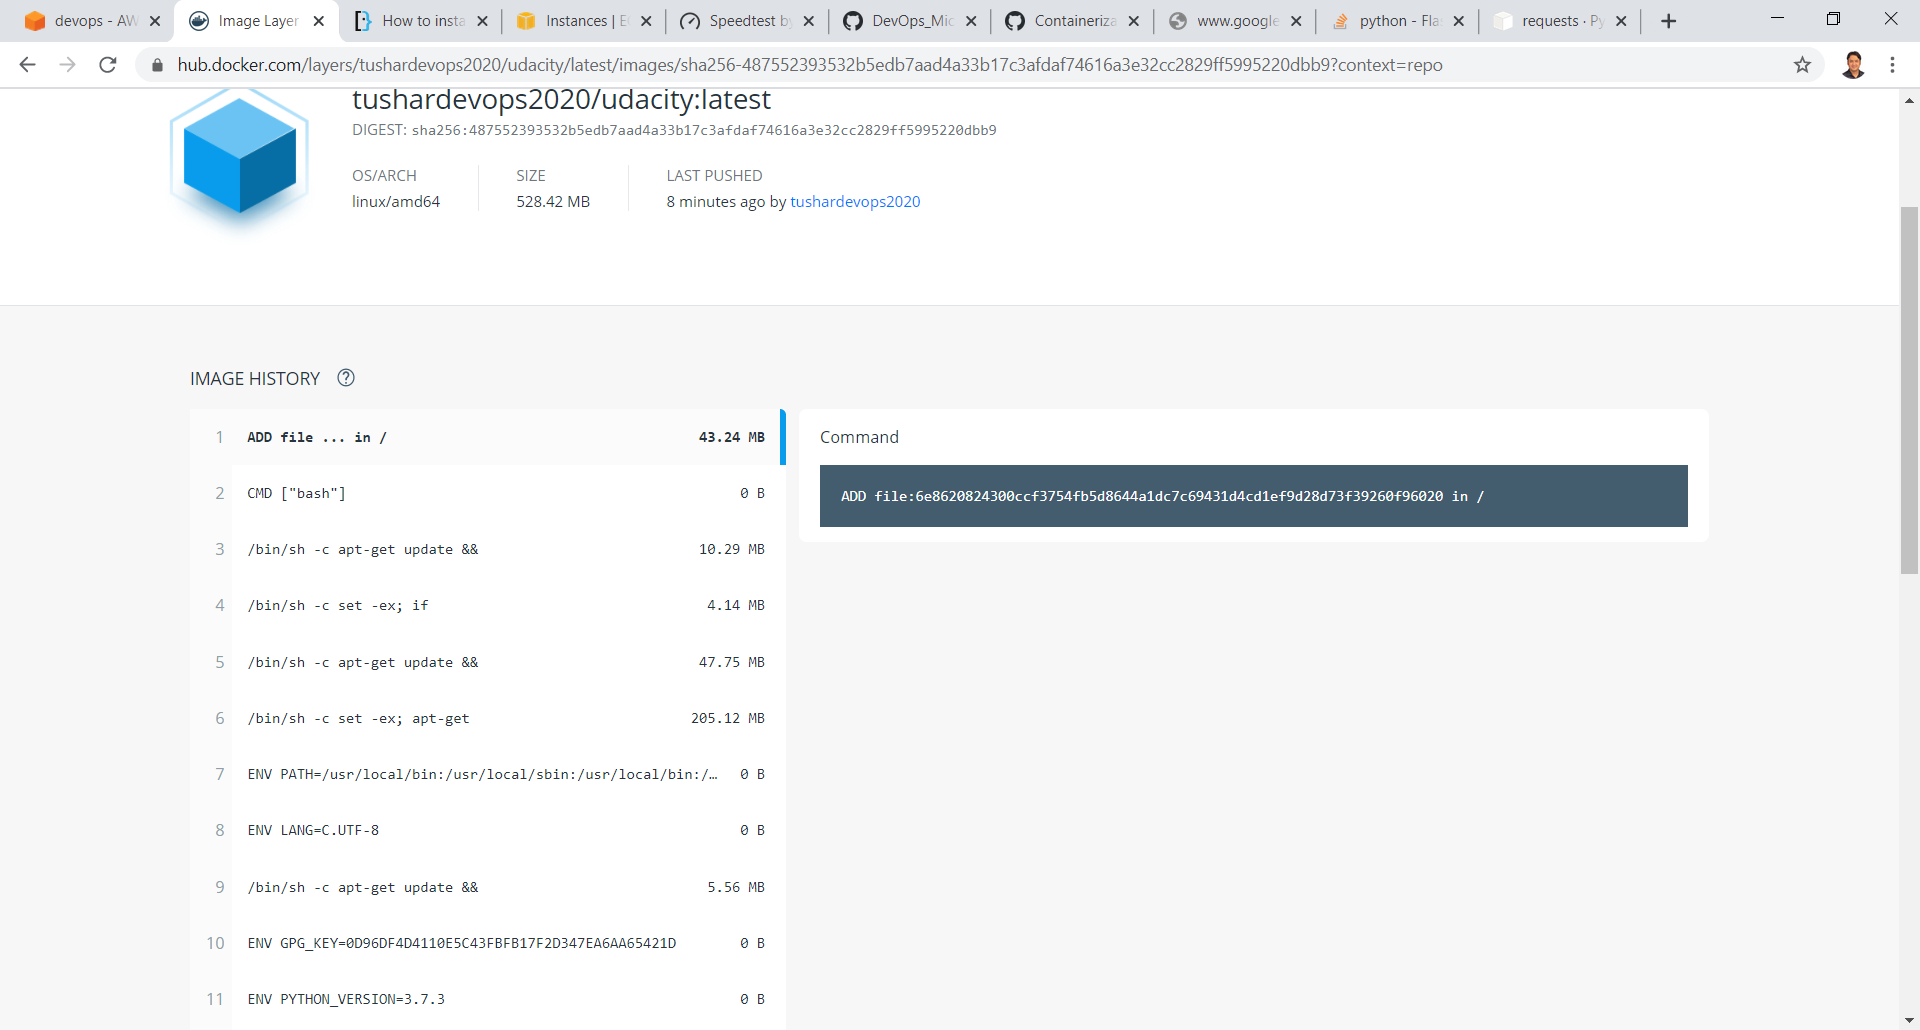 devops - AW
Image Layer
How to insta
Instances | E
Speedtest by
DevOps_Mic
Containeriza
www.google
python - Fla
requests · Py
hub.docker.com/layers/tushardevops2020/udacity/latest/images/sha256-487552393532b5edb7aad4a33b17c3afdaf74616a3e32cc2829ff5995220dbb9?context=repo
tushardevops2020/udacity:latest
DIGEST: sha256:487552393532b5edb7aad4a33b17c3afdaf74616a3e32cc2829ff5995220dbb9
OS/ARCH
linux/amd64
SIZE
528.42 MB
LAST PUSHED
8 minutes ago by tushardevops2020
IMAGE HISTORY ?
1 ADD file ... in / 43.24 MB
2 CMD ["bash"] 0 B
3 /bin/sh -c apt-get update && 10.29 MB
4 /bin/sh -c set -ex; if 4.14 MB
5 /bin/sh -c apt-get update && 47.75 MB
6 /bin/sh -c set -ex; apt-get 205.12 MB
7 ENV PATH=/usr/local/bin:/usr/local/sbin:/usr/local/bin:/… 0 B
8 ENV LANG=C.UTF-8 0 B
9 /bin/sh -c apt-get update && 5.56 MB
10 ENV GPG_KEY=0D96DF4D4110E5C43FBFB17F2D347EA6AA65421D 0 B
11 ENV PYTHON_VERSION=3.7.3 0 B
Command
ADD file:6e8620824300ccf3754fb5d8644a1dc7c69431d4cd1ef9d28d73f39260f96020 in /